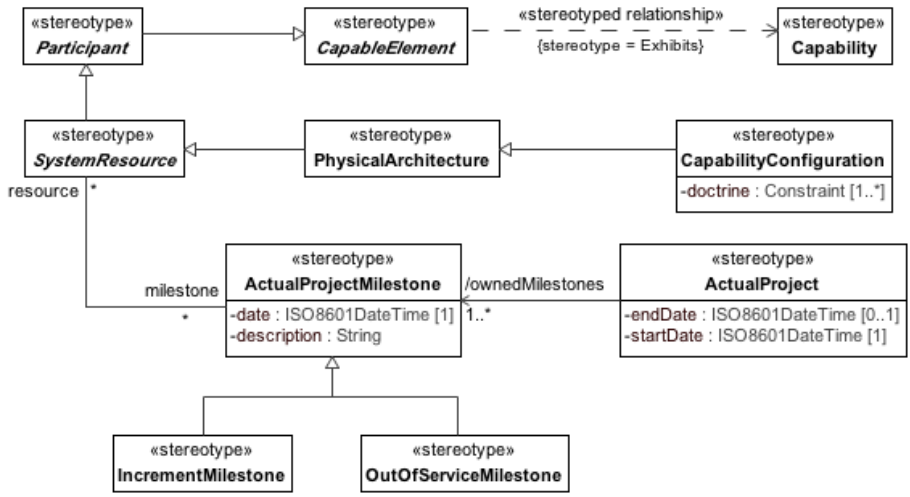 «stereotype»
Participant
«stereotype»
CapableElement
«stereotyped relationship»
{stereotype = Exhibits}
«stereotype»
Capability
«stereotype»
SystemResource
«stereotype»
PhysicalArchitecture
«stereotype»
CapabilityConfiguration
-doctrine : Constraint [1..*]
resource *
milestone
*
«stereotype»
ActualProjectMilestone
-date : ISO8601DateTime [1]
-description : String
/ownedMilestones
1..*
«stereotype»
ActualProject
-endDate : ISO8601DateTime [0..1]
-startDate : ISO8601DateTime [1]
«stereotype»
IncrementMilestone
«stereotype»
OutOfServiceMilestone